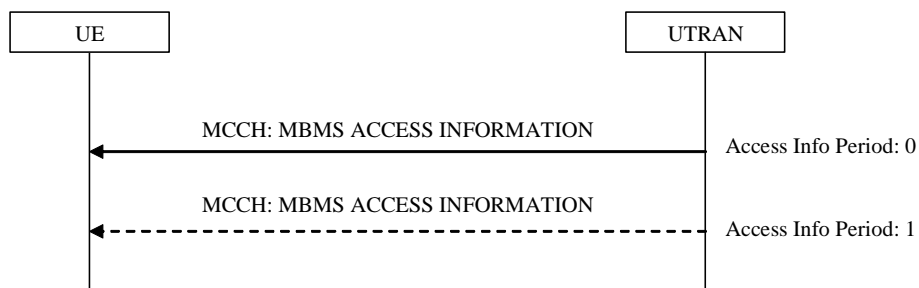 UE
UTRAN
MCCH: MBMS ACCESS INFORMATION
Access Info Period: 0
MCCH: MBMS ACCESS INFORMATION
Access Info Period: 1